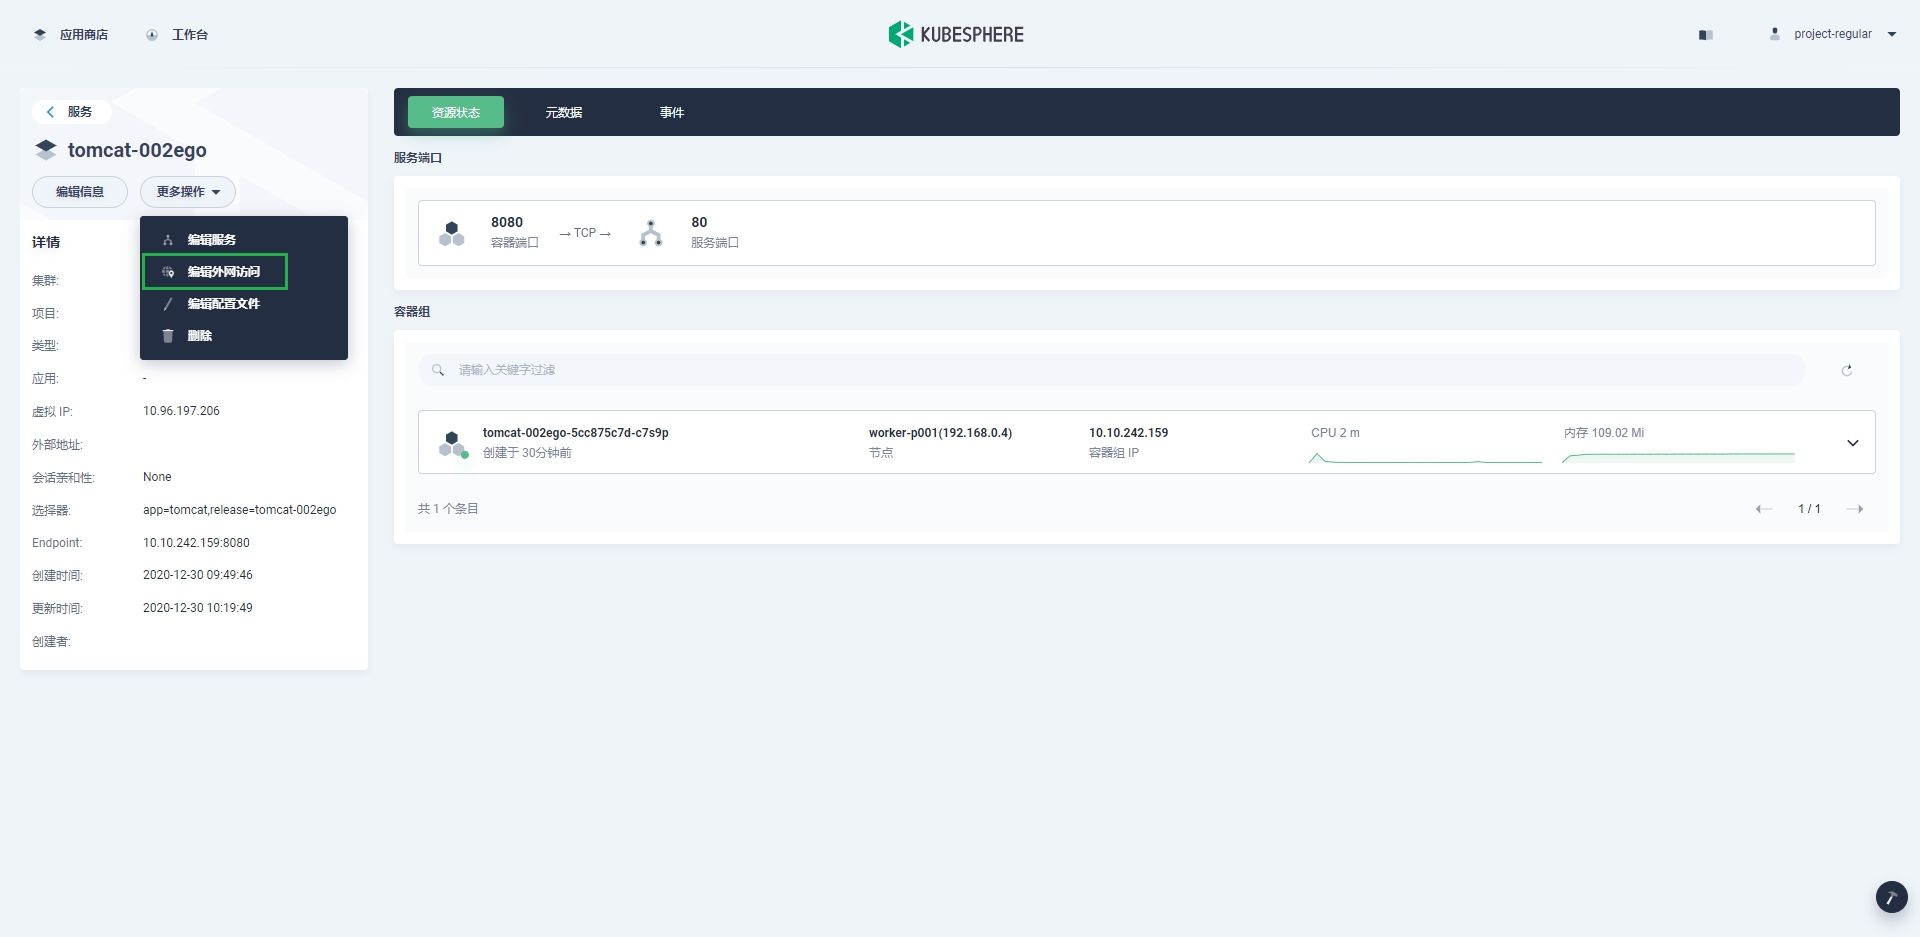 应用商店
工作台
KUBESPHERE
project-regular
服务
tomcat-002ego
编辑信息
更多操作
编辑服务
编辑外网访问
编辑配置文件
删除
详情
集群:
项目:
类型:
应用: -
虚拟 IP: 10.96.197.206
外部地址:
会话亲和性: None
选择器: app=tomcat,release=tomcat-002ego
Endpoint: 10.10.242.159:8080
创建时间: 2020-12-30 09:49:46
更新时间: 2020-12-30 10:19:49
创建者:
资源状态
元数据
事件
服务端口
8080
容器端口
→ TCP →
80
服务端口
容器组
请输入关键字过滤
tomcat-002ego-5cc875c7d-c7s9p
创建于 30分钟前
worker-p001(192.168.0.4)
节点
10.10.242.159
容器组 IP
CPU 2 m
内存 109.02 Mi
共 1 个条目
1 / 1